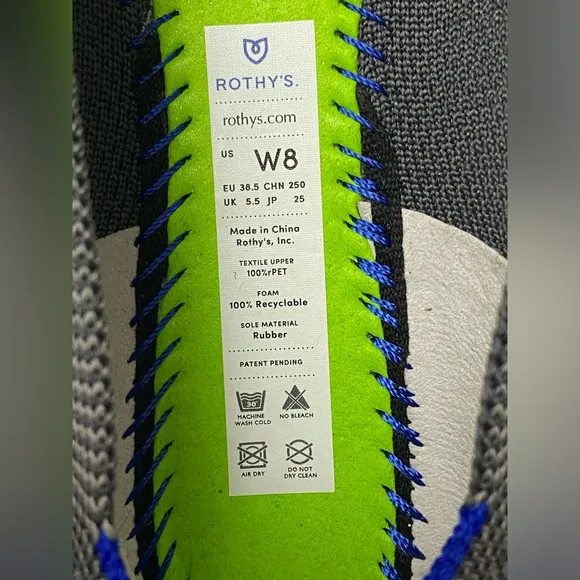 ROTHY'S.
rothys.com
US W8
EU 38.5 CHN 250
UK 5.5 JP 25
Made in China
Rothy's, Inc.
TEXTILE UPPER
100%rPET
FOAM
100% Recyclable
SOLE MATERIAL
Rubber
PATENT PENDING
30
MACHINE
WASH COLD
NO BLEACH
AIR DRY
DO NOT
DRY CLEAN